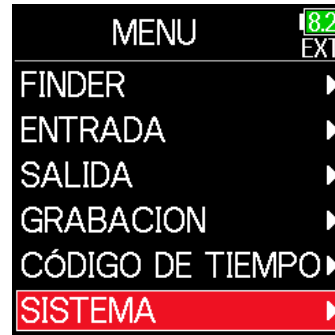 MENU
8.2
EXT
FINDER
ENTRADA
SALIDA
GRABACION
CÓDIGO DE TIEMPO
SISTEMA